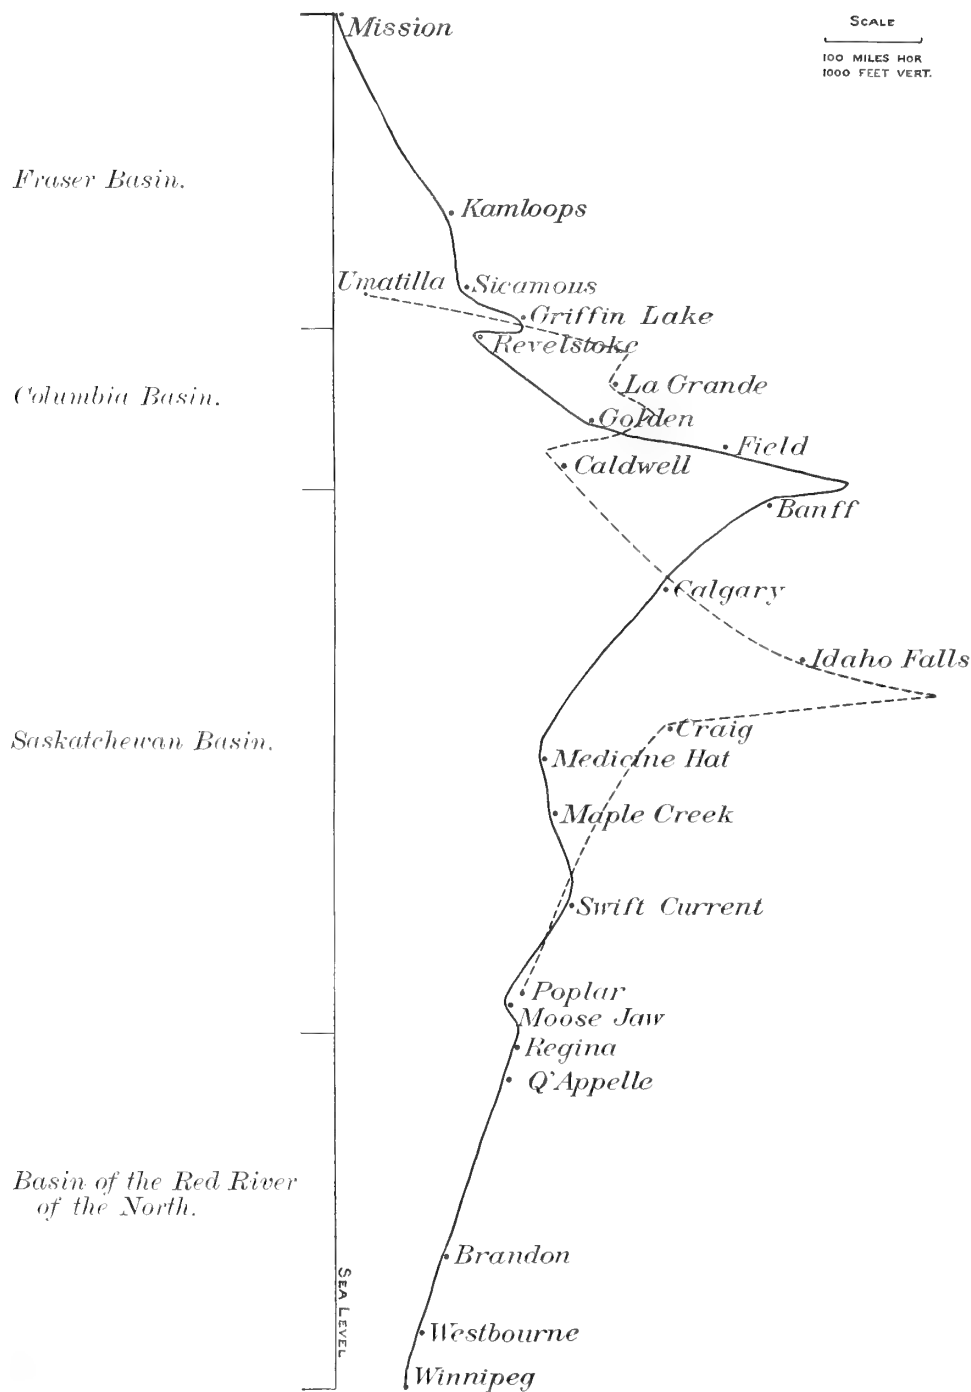 SCALE
100 MILES HOR
1000 FEET VERT.
Mission
Fraser Basin.
Kamloops
Umatilla
Sicamous
Griffin Lake
Revelstoke
La Grande
Columbia Basin.
Golden
Field
Caldwell
Banff
Calgary
Idaho Falls
Craig
Saskatchewan Basin.
Medicine Hat
Maple Creek
Swift Current
Poplar
Moose Jaw
Regina
Q'Appelle
Basin of the Red River
of the North.
Brandon
SEA LEVEL
Westbourne
Winnipeg